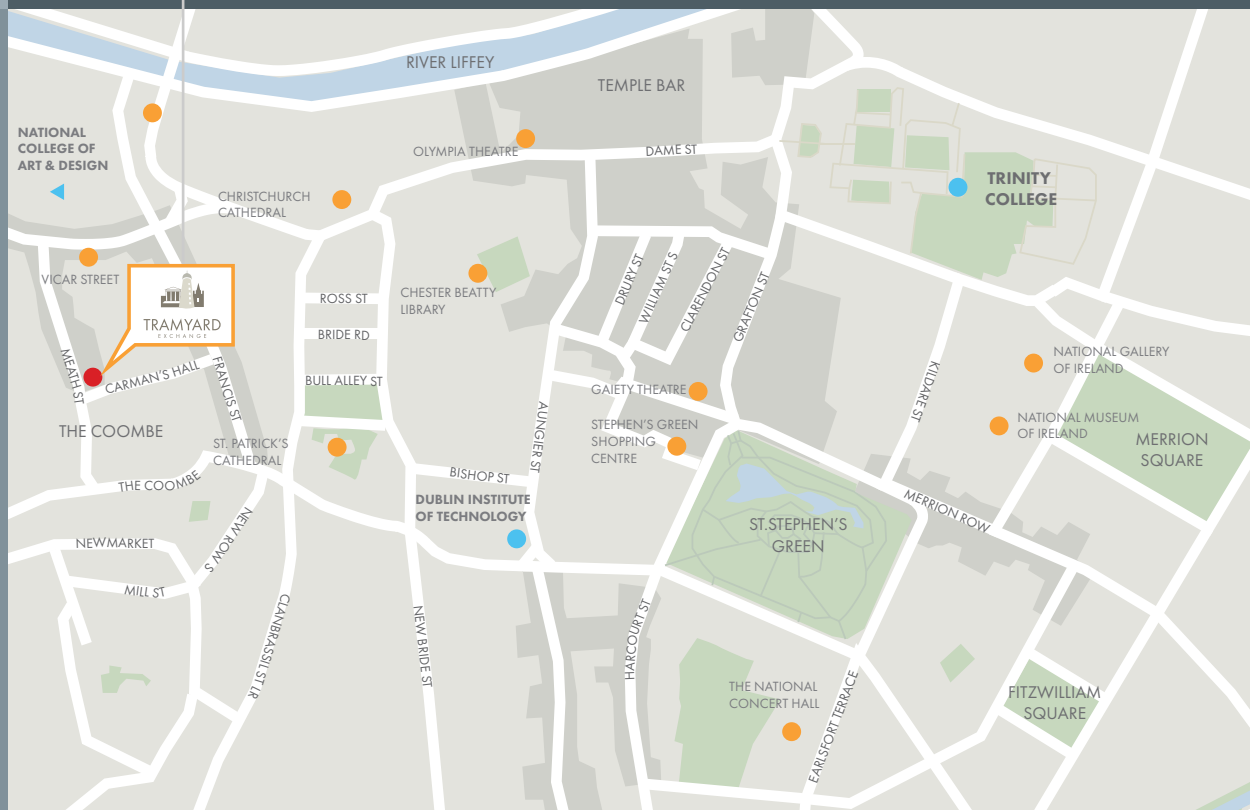 RIVER LIFFEY
TEMPLE BAR
NATIONAL
COLLEGE OF
ART & DESIGN
OLYMPIA THEATRE
DAME ST
TRINITY
COLLEGE
CHRISTCHURCH
CATHEDRAL
VICAR STREET
TRAMYARD
EXCHANGE
CHESTER BEATTY
LIBRARY
DRURY ST
WILLIAM ST S
CLARENDON ST
GRAFTON ST
ROSS ST
BRIDE RD
BULL ALLEY ST
MEATH ST
CARMAN'S HALL
FRANCIS ST
KILDARE ST
NATIONAL GALLERY
OF IRELAND
GAIETY THEATRE
NATIONAL MUSEUM
OF IRELAND
MERRION
SQUARE
THE COOMBE
ST. PATRICK'S
CATHEDRAL
AUNGIER ST
STEPHEN'S GREEN
SHOPPING
CENTRE
THE COOMBE
BISHOP ST
DUBLIN INSTITUTE
OF TECHNOLOGY
MERRION ROW
ST.STEPHEN'S
GREEN
NEWMARKET
NEW ROW S
MILL ST
CLANBRASSIL ST LR
NEW BRIDE ST
HARCOURT ST
THE NATIONAL
CONCERT HALL
EARLSFORT TERRACE
FITZWILLIAM
SQUARE